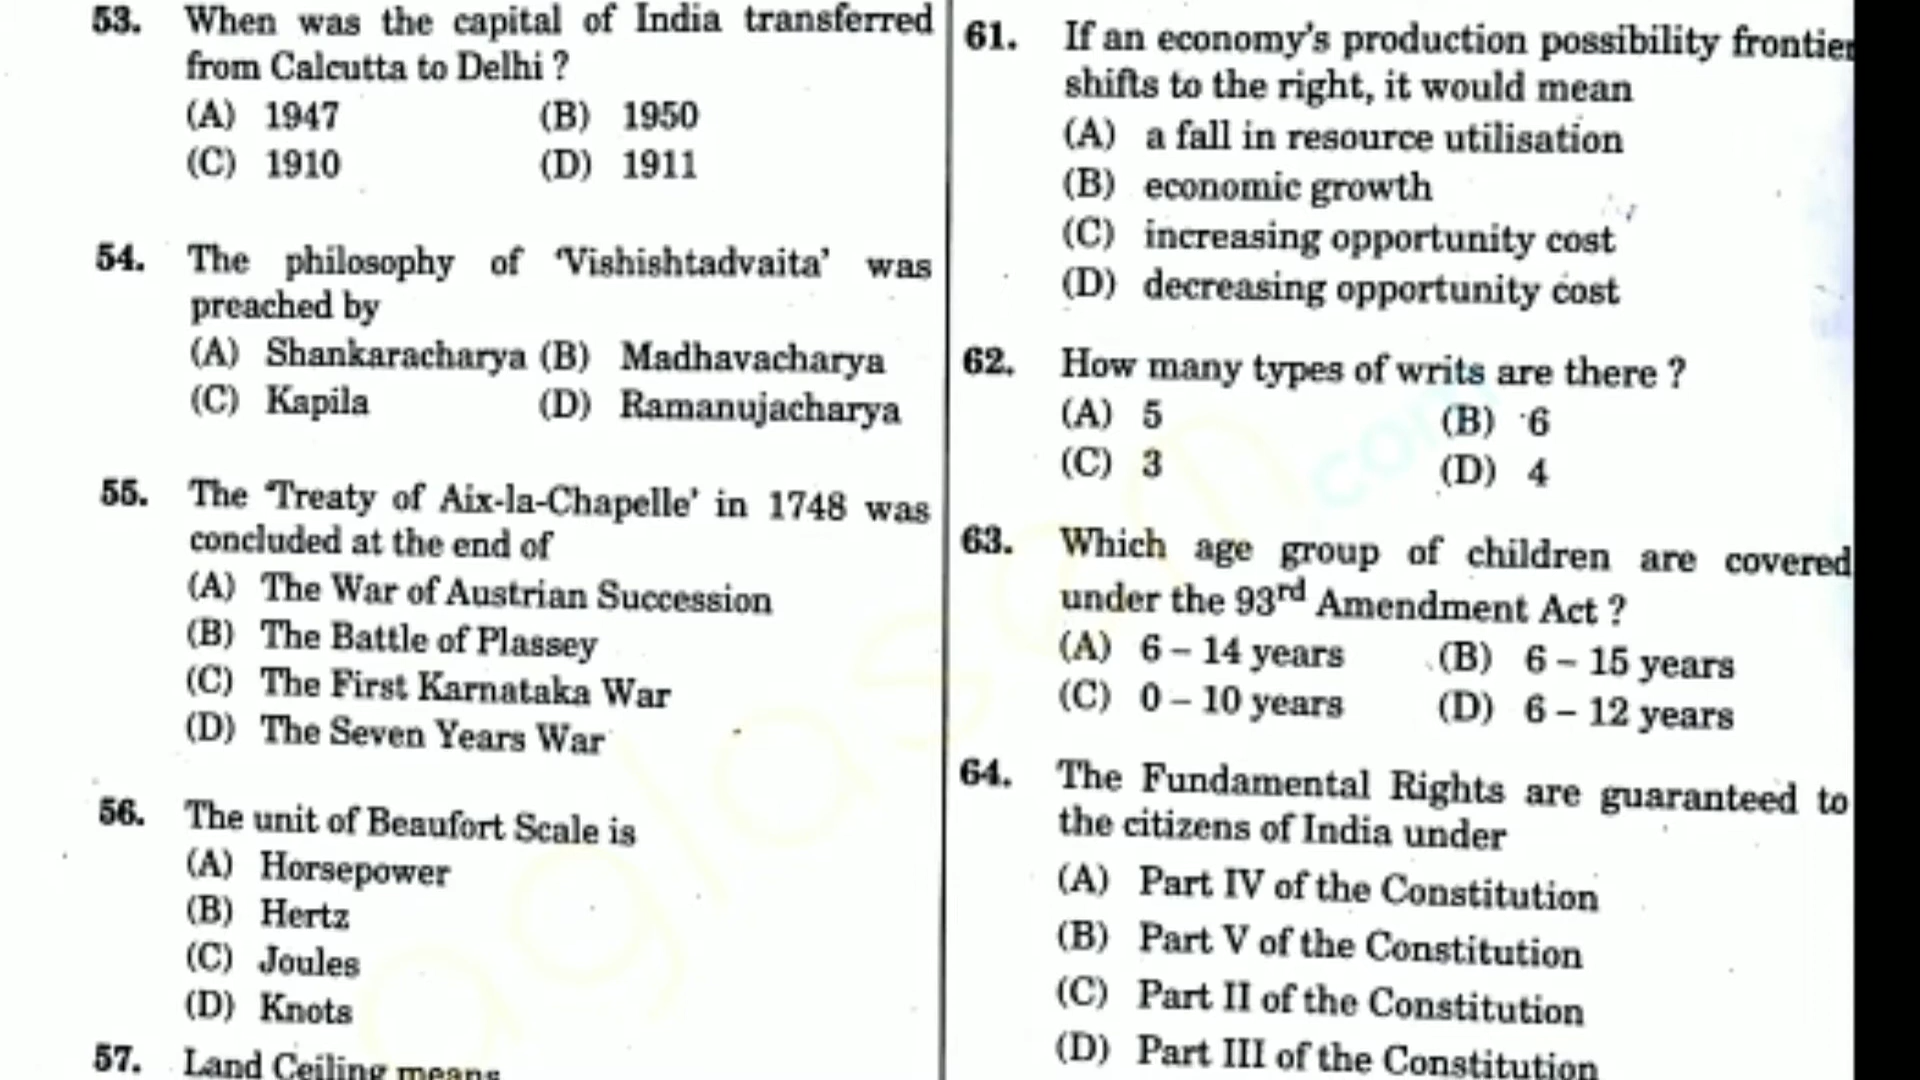 53. When was the capital of India transferred
from Calcutta to Delhi ?
(A) 1947 (B) 1950
(C) 1910 (D) 1911
54. The philosophy of ‘Vishishtadvaita’ was
preached by
(A) Shankaracharya (B) Madhavacharya
(C) Kapila (D) Ramanujacharya
55. The ‘Treaty of Aix-la-Chapelle’ in 1748 was
concluded at the end of
(A) The War of Austrian Succession
(B) The Battle of Plassey
(C) The First Karnataka War
(D) The Seven Years War
56. The unit of Beaufort Scale is
(A) Horsepower
(B) Hertz
(C) Joules
(D) Knots
57. Land Ceiling means
61. If an economy’s production possibility frontier
shifts to the right, it would mean
(A) a fall in resource utilisation
(B) economic growth
(C) increasing opportunity cost
(D) decreasing opportunity cost
62. How many types of writs are there ?
(A) 5 (B) 6
(C) 3 (D) 4
63. Which age group of children are covered
under the 93rd Amendment Act ?
(A) 6 – 14 years (B) 6 – 15 years
(C) 0 – 10 years (D) 6 – 12 years
64. The Fundamental Rights are guaranteed to
the citizens of India under
(A) Part IV of the Constitution
(B) Part V of the Constitution
(C) Part II of the Constitution
(D) Part III of the Constitution